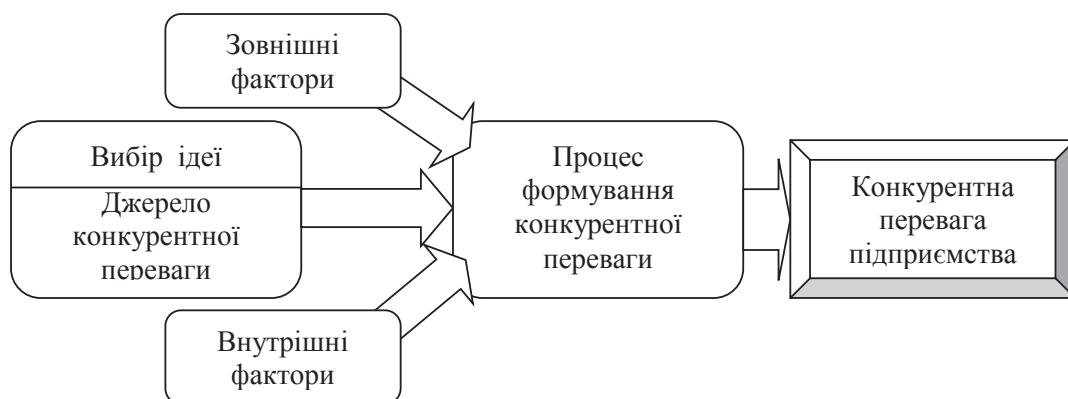 Зовнішні
фактори
Вибір ідеї
Джерело
конкурентної
переваги
Внутрішні
фактори
Процес
формування
конкурентної
переваги
Конкурентна
перевага
підприємства